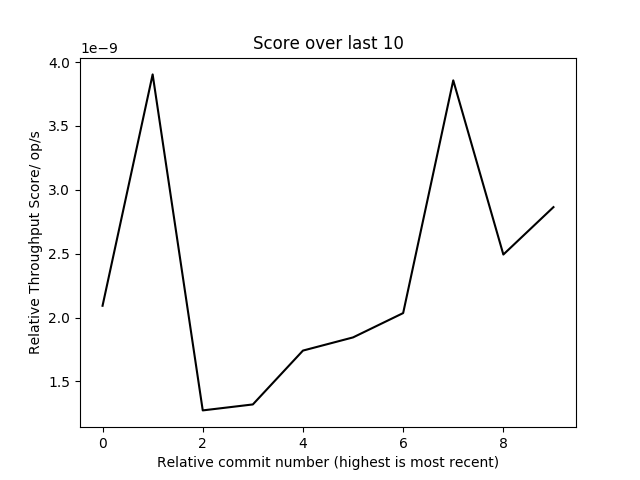 Score over last 10
1e−9
4.0
3.5
3.0
2.5
2.0
1.5
Relative Throughput Score/ op/s
0 2 4 6 8
Relative commit number (highest is most recent)